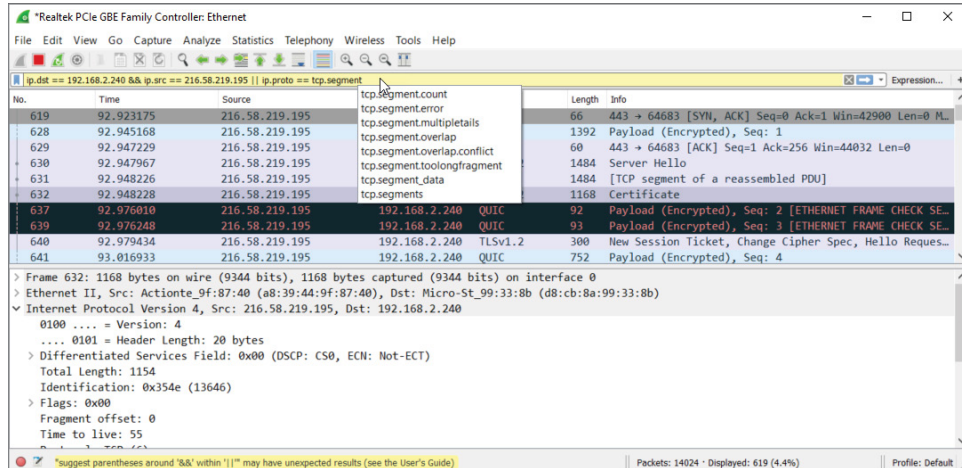 *Realtek PCIe GBE Family Controller: Ethernet
File Edit View Go Capture Analyze Statistics Telephony Wireless Tools Help
ip.dst == 192.168.2.240 && ip.src == 216.58.219.195 || ip.proto == tcp.segment Expression... +
tcp.segment.count
tcp.segment.error
tcp.segment.multipletails
tcp.segment.overlap
tcp.segment.overlap.conflict
tcp.segment.toolongfragment
tcp.segment_data
tcp.segments
No. Time Source Length Info
619 92.923175 216.58.219.195 66 443 → 64683 [SYN, ACK] Seq=0 Ack=1 Win=42900 Len=0 M…
628 92.945168 216.58.219.195 1392 Payload (Encrypted), Seq: 1
629 92.947229 216.58.219.195 60 443 → 64683 [ACK] Seq=1 Ack=256 Win=44032 Len=0
630 92.947967 216.58.219.195 1484 Server Hello
631 92.948226 216.58.219.195 1484 [TCP segment of a reassembled PDU]
632 92.948228 216.58.219.195 1168 Certificate
637 92.976010 216.58.219.195 192.168.2.240 QUIC 92 Payload (Encrypted), Seq: 2 [ETHERNET FRAME CHECK SE…
639 92.976248 216.58.219.195 192.168.2.240 QUIC 93 Payload (Encrypted), Seq: 3 [ETHERNET FRAME CHECK SE…
640 92.979434 216.58.219.195 192.168.2.240 TLSv1.2 300 New Session Ticket, Change Cipher Spec, Hello Reques…
641 93.016933 216.58.219.195 192.168.2.240 QUIC 752 Payload (Encrypted), Seq: 4
> Frame 632: 1168 bytes on wire (9344 bits), 1168 bytes captured (9344 bits) on interface 0
> Ethernet II, Src: Actionte_9f:87:40 (a8:39:44:9f:87:40), Dst: Micro-St_99:33:8b (d8:cb:8a:99:33:8b)
Internet Protocol Version 4, Src: 216.58.219.195, Dst: 192.168.2.240
0100 .... = Version: 4
.... 0101 = Header Length: 20 bytes
> Differentiated Services Field: 0x00 (DSCP: CS0, ECN: Not-ECT)
Total Length: 1154
Identification: 0x354e (13646)
> Flags: 0x00
Fragment offset: 0
Time to live: 55
"suggest parentheses around '&&' within '||'" may have unexpected results (see the User's Guide) Packets: 14024 · Displayed: 619 (4.4%) Profile: Default